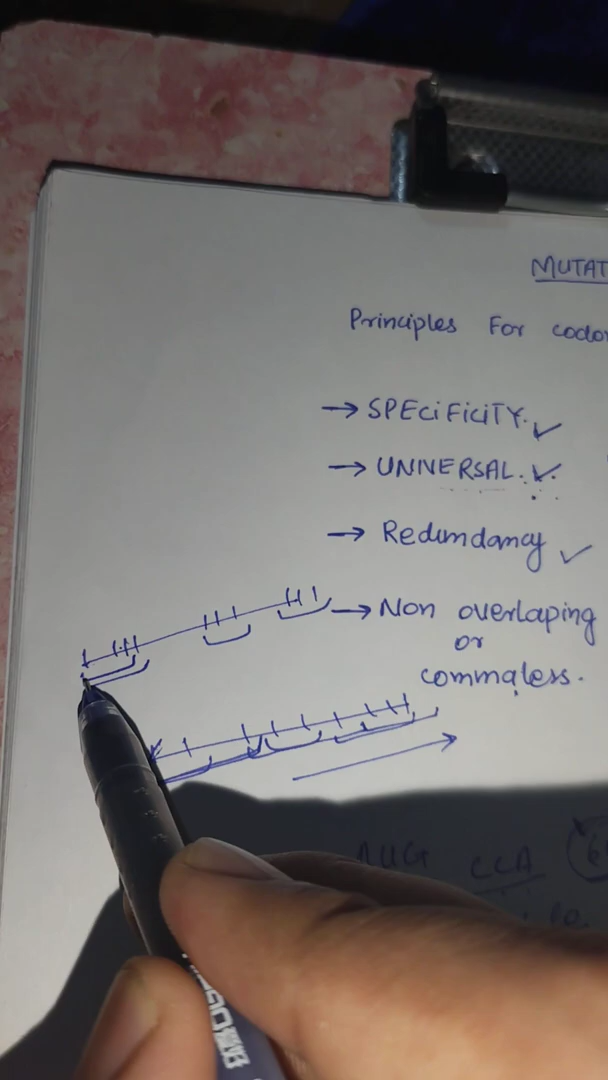 MUTAT
Principles For codo
→ SPECiFiCiTY. ✓
→ UNIVERSAL. ✓
→ Redundancy ✓
→ Non overlaping
or
commaless.
AUG CCA